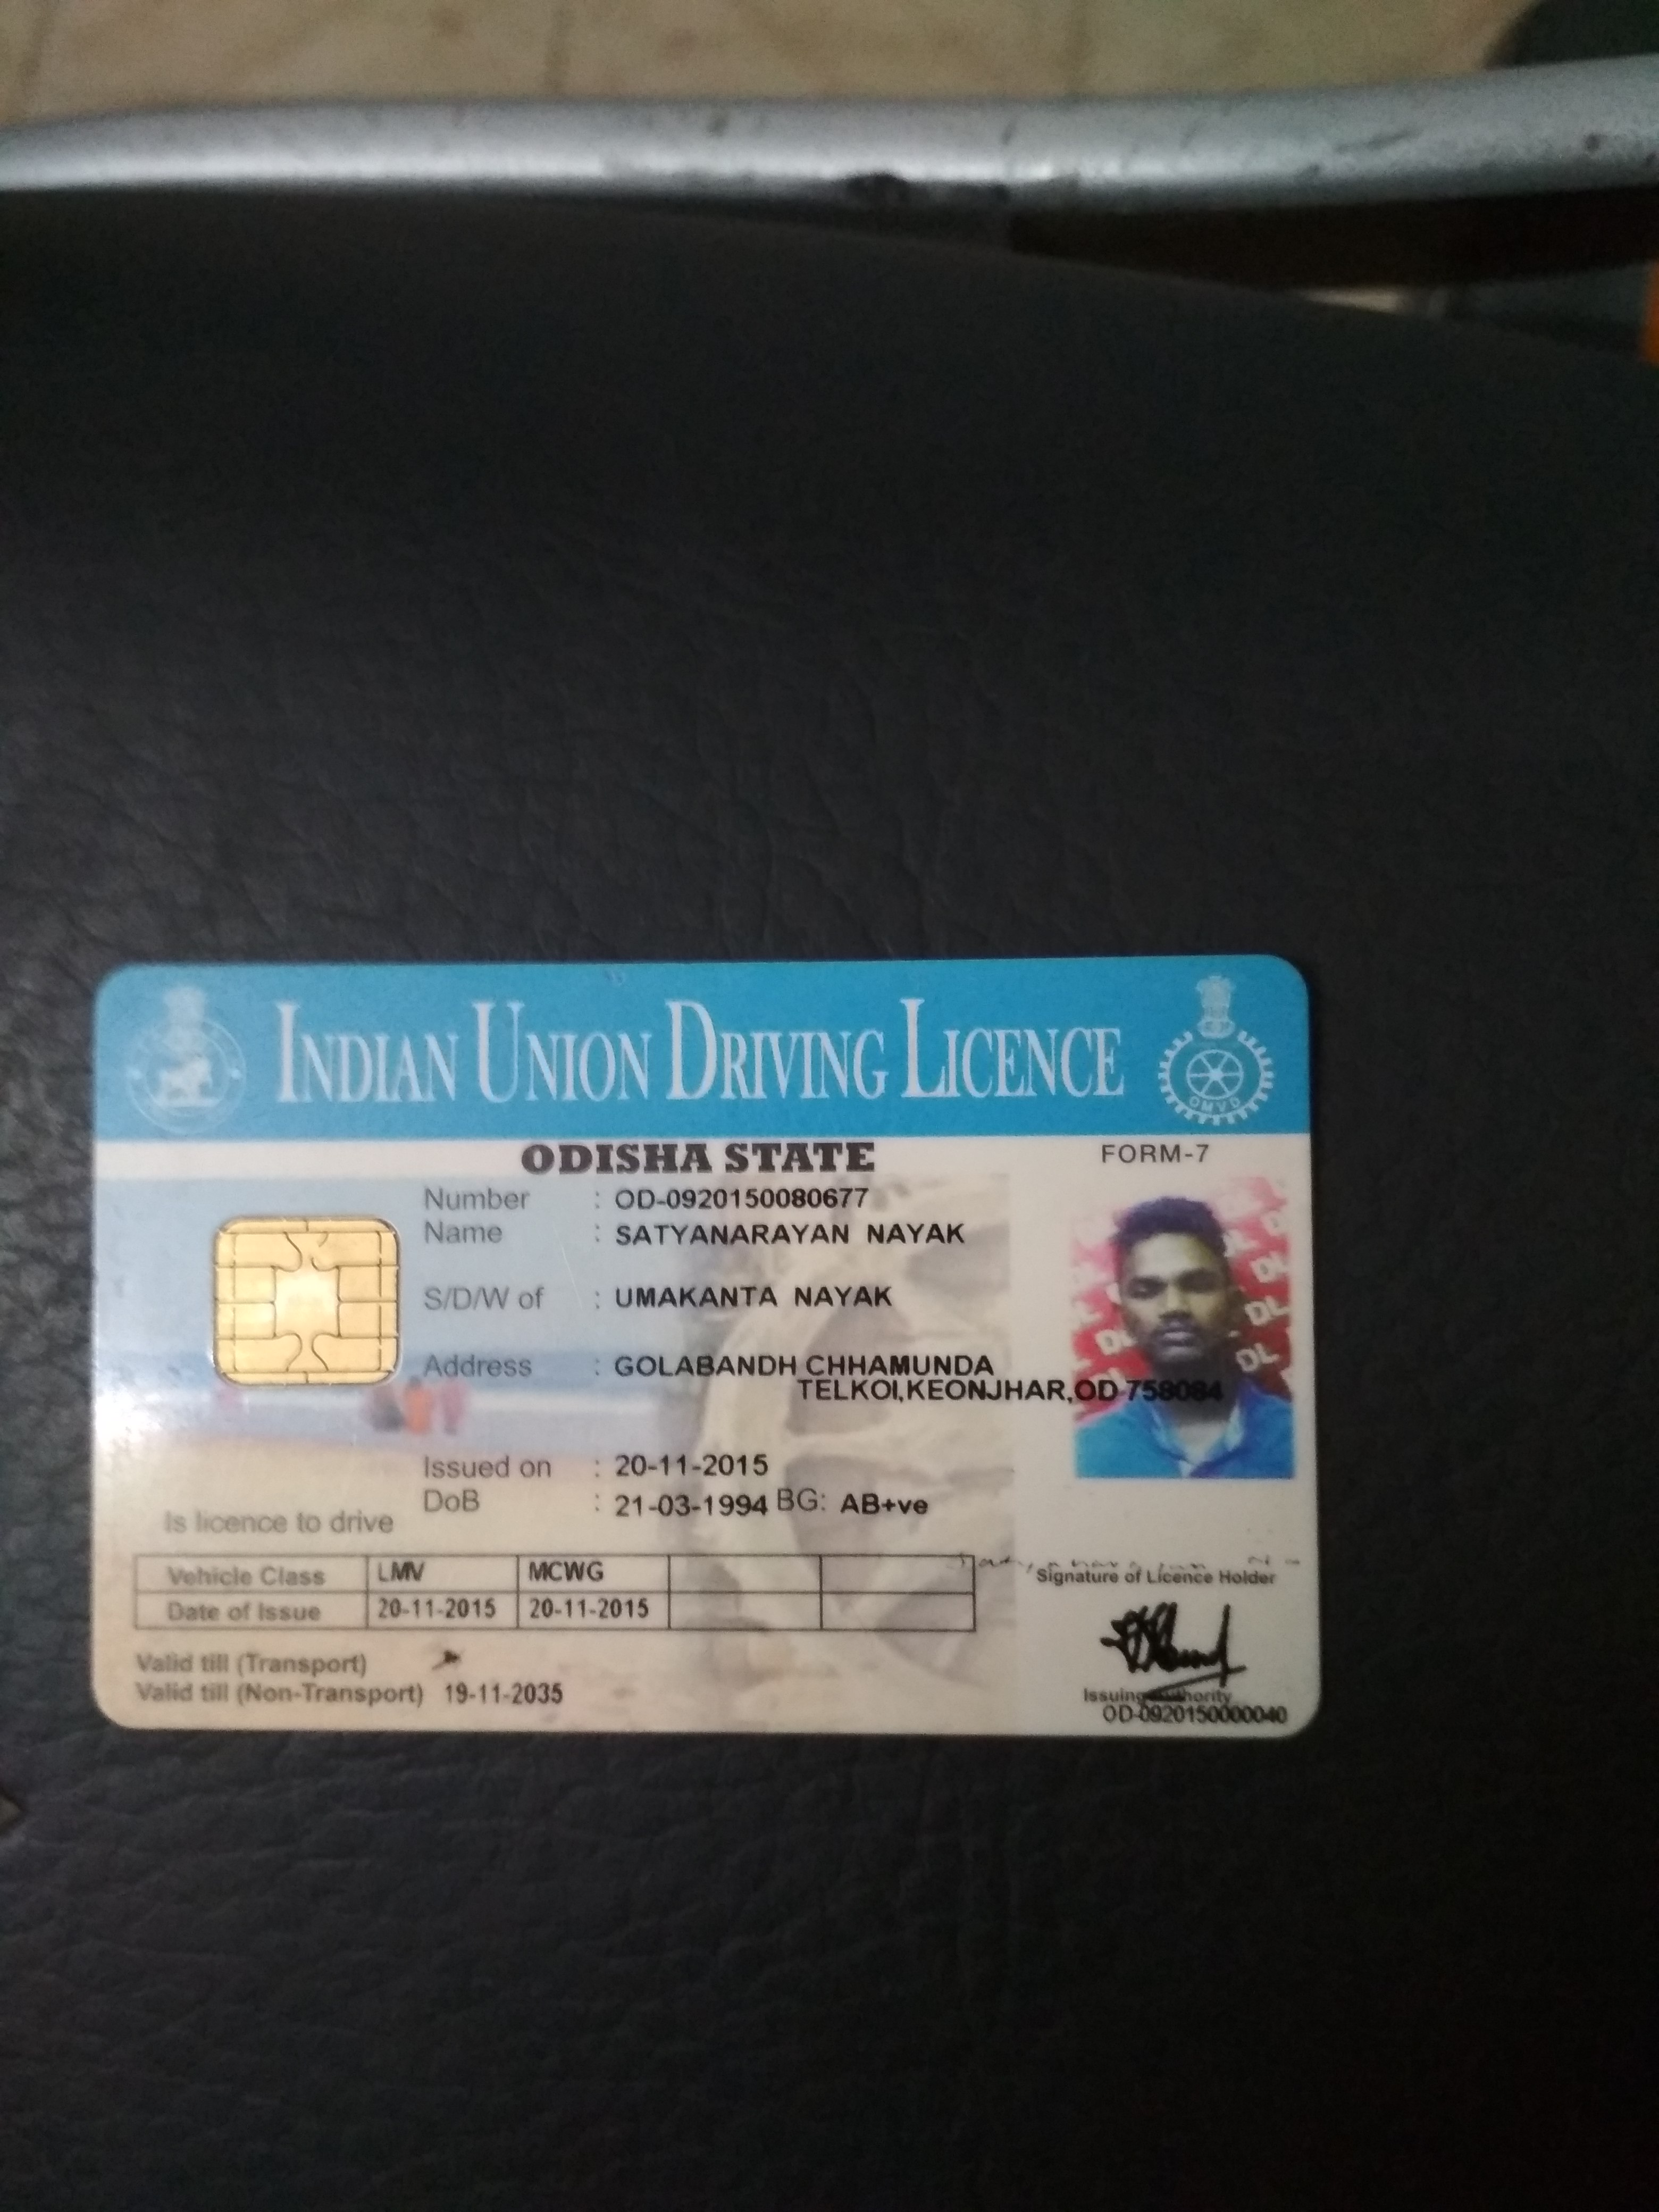 INDIAN UNION DRIVING LICENCE
OMVD
ODISHA STATE
FORM-7
Number : OD-0920150080677
Name : SATYANARAYAN NAYAK
S/D/W of : UMAKANTA NAYAK
Address : GOLABANDH CHHAMUNDA
TELKOI,KEONJHAR,OD 758084
Issued on : 20-11-2015
DoB : 21-03-1994 BG: AB+ve
Is licence to drive
Vehicle Class LMV MCWG
Date of Issue 20-11-2015 20-11-2015
Signature of Licence Holder
Valid till (Transport)
Valid till (Non-Transport) 19-11-2035
Issuing Authority
OD-0920150000040
DL DL DL DL DL